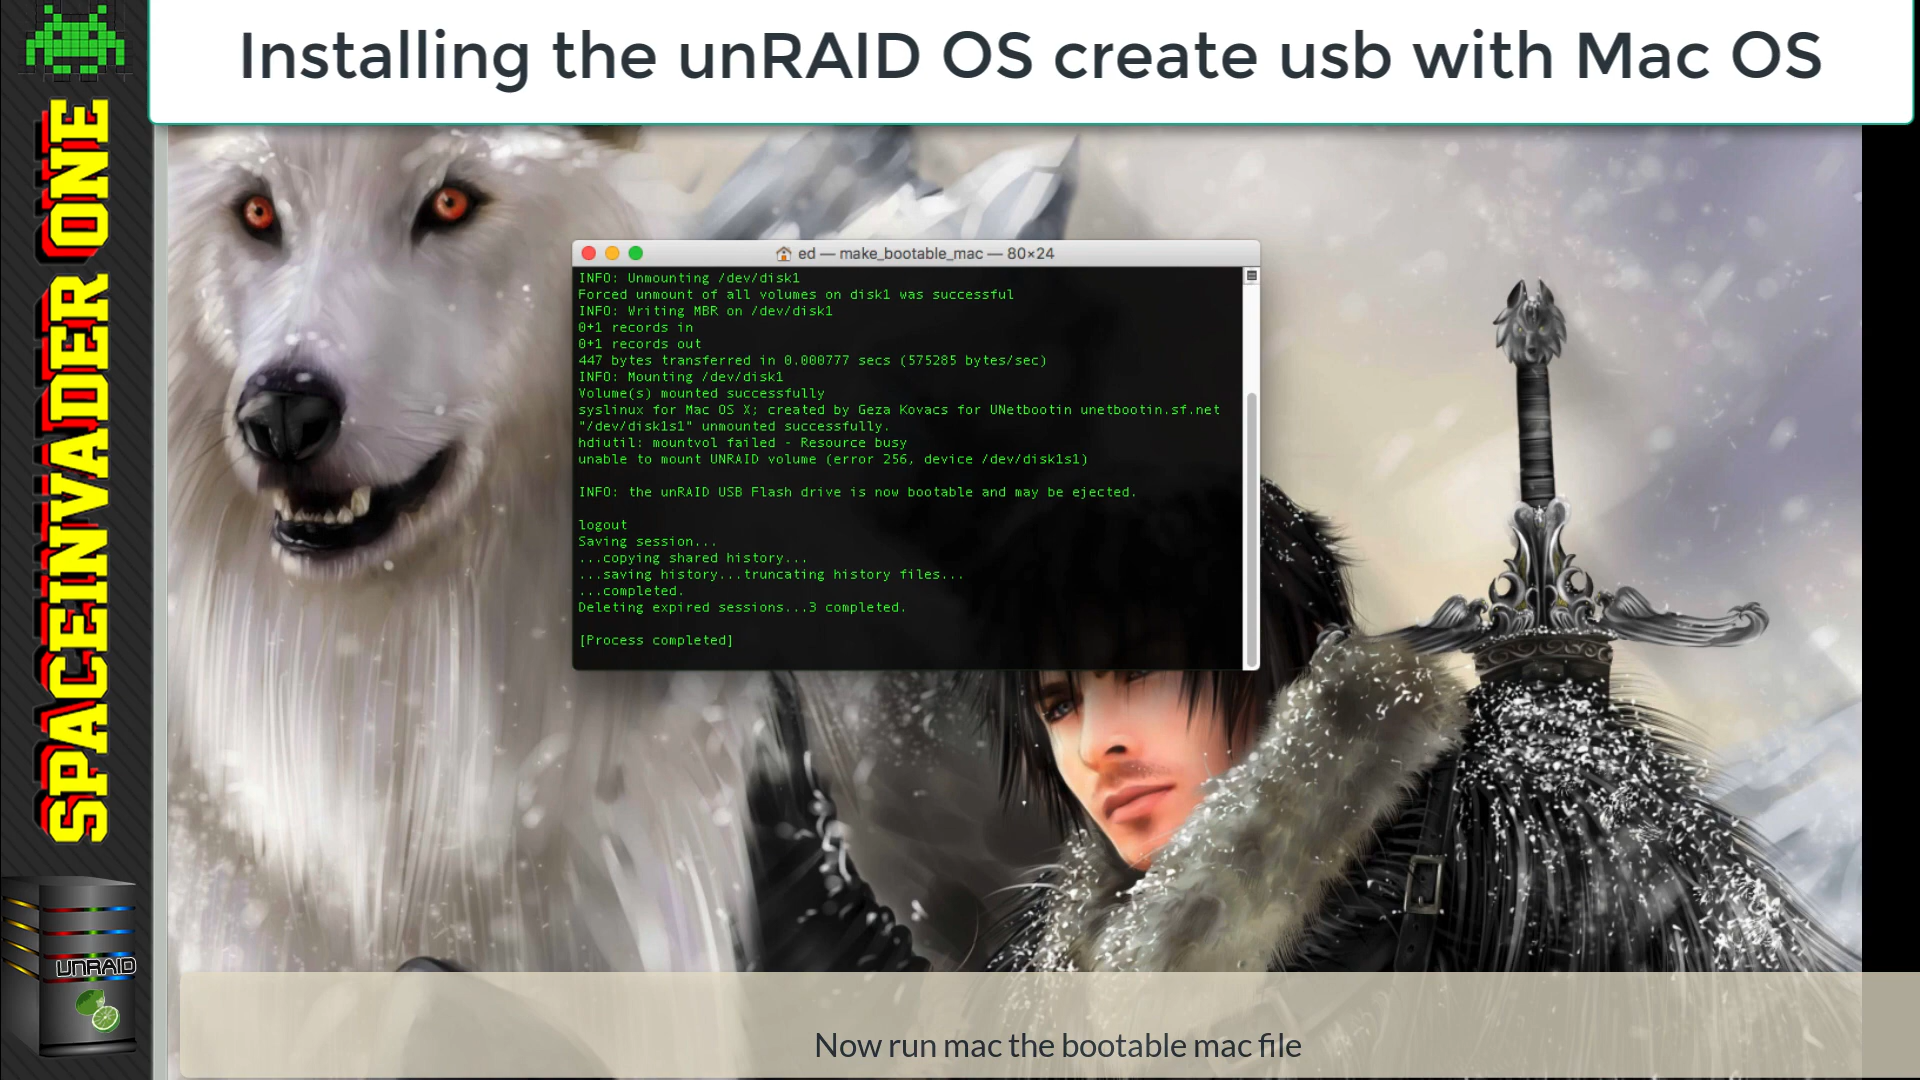 Installing the unRAID OS create usb with Mac OS
SPACEINVADER ONE
ed — make_bootable_mac — 80×24
INFO: Unmounting /dev/disk1
Forced unmount of all volumes on disk1 was successful
INFO: Writing MBR on /dev/disk1
0+1 records in
0+1 records out
447 bytes transferred in 0.000777 secs (575285 bytes/sec)
INFO: Mounting /dev/disk1
Volume(s) mounted successfully
syslinux for Mac OS X; created by Geza Kovacs for UNetbootin unetbootin.sf.net
"/dev/disk1s1" unmounted successfully.
hdiutil: mountvol failed - Resource busy
unable to mount UNRAID volume (error 256, device /dev/disk1s1)
INFO: the unRAID USB Flash drive is now bootable and may be ejected.
logout
Saving session...
...copying shared history...
...saving history...truncating history files...
...completed.
Deleting expired sessions...3 completed.
[Process completed]
UNRAID
Now run mac the bootable mac file